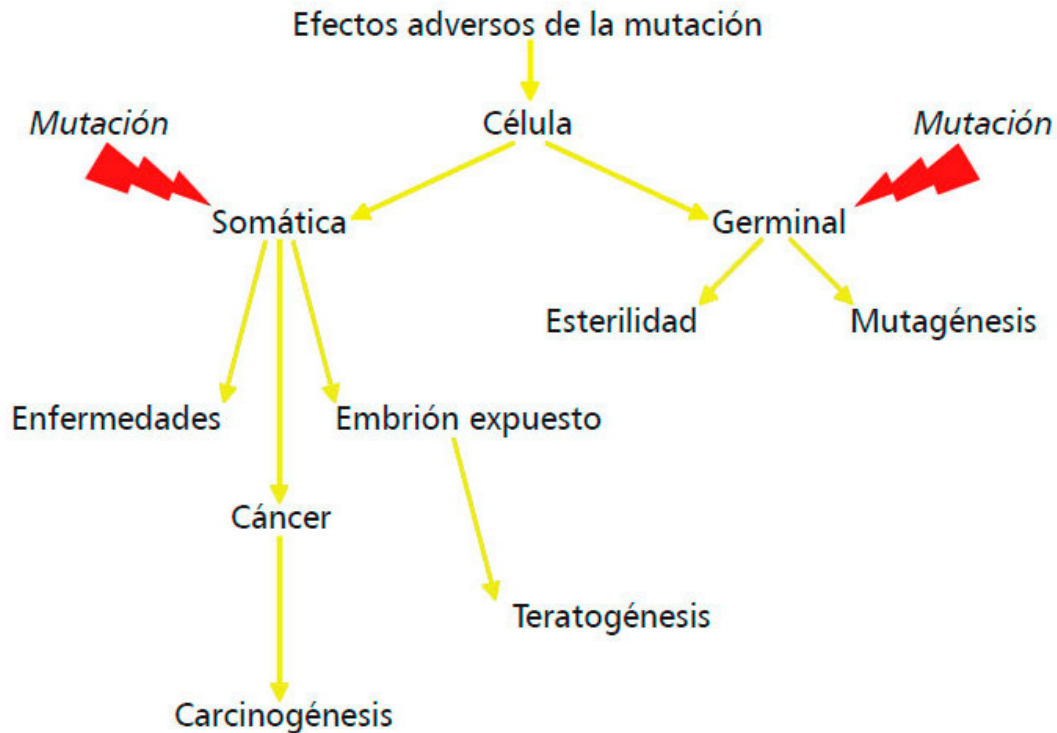 Efectos adversos de la mutación
Mutación
Célula
Mutación
Somática
Germinal
Esterilidad
Mutagénesis
Enfermedades
Embrión expuesto
Cáncer
Teratogénesis
Carcinogénesis